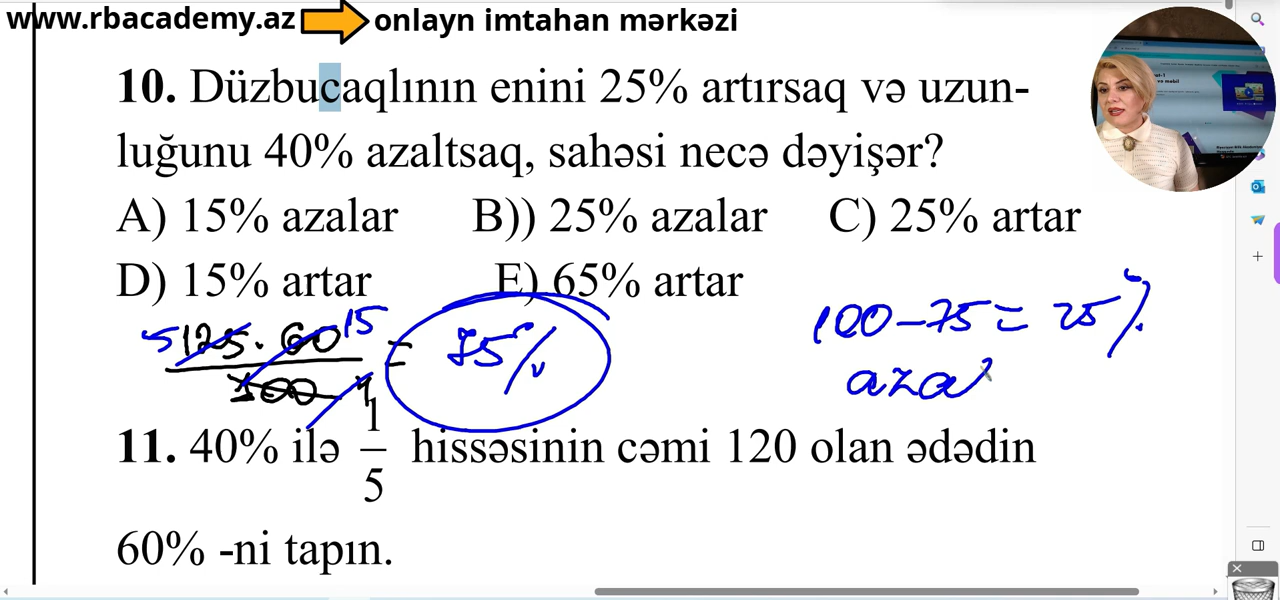 www.rbacademy.az onlayn imtahan mərkəzi
10. Düzbucaqlının enini 25% artırsaq və uzun-
luğunu 40% azaltsaq, sahəsi necə dəyişər?
A) 15% azalar B)) 25% azalar C) 25% artar
D) 15% artar E) 65% artar
5 125 · 60 15
100 4
= 75%
100-75=25%
azal
11. 40% ilə 1/5 hissəsinin cəmi 120 olan ədədin
60% -ni tapın.